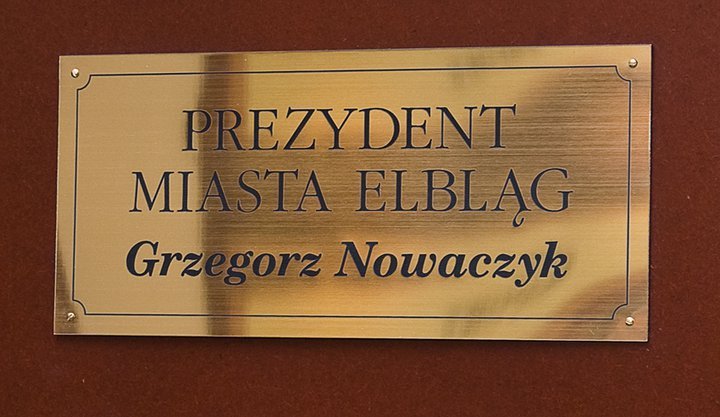 PREZYDENT
MIASTA ELBLĄG
Grzegorz Nowaczyk